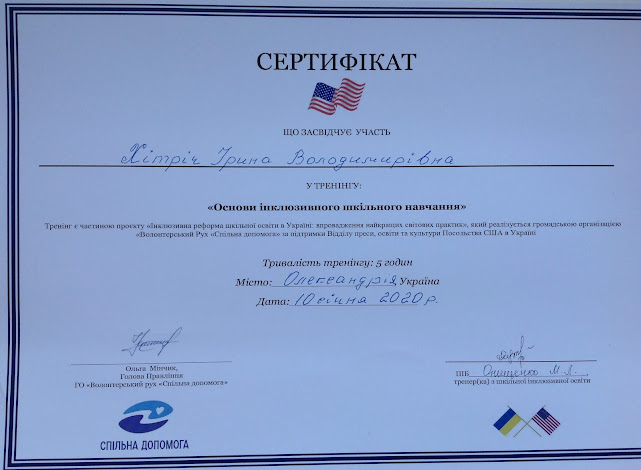 СЕРТИФІКАТ
ЩО ЗАСВІДЧУЄ УЧАСТЬ
Хітріч Ірина Володимирівна
У ТРЕНІНГУ:
«Основи інклюзивного шкільного навчання»
Тренінг є частиною проекту «Інклюзивна реформа шкільної освіти в Україні: впровадження найкращих світових практик», який реалізується громадською організацією
«Волонтерський Рух «Спільна допомога» за підтримки Відділу преси, освіти та культури Посольства США в Україні
Тривалість тренінгу: 5 годин
Місто: Олександрія, Україна
Дата: 10 січня 2020 р.
Ольга Мінчик,
Голова Правління
ГО «Волонтерський рух «Спільна допомога»
ПІБ Онищенко М.Л.
тренер(ка) з шкільної інклюзивної освіти
СПІЛЬНА ДОПОМОГА